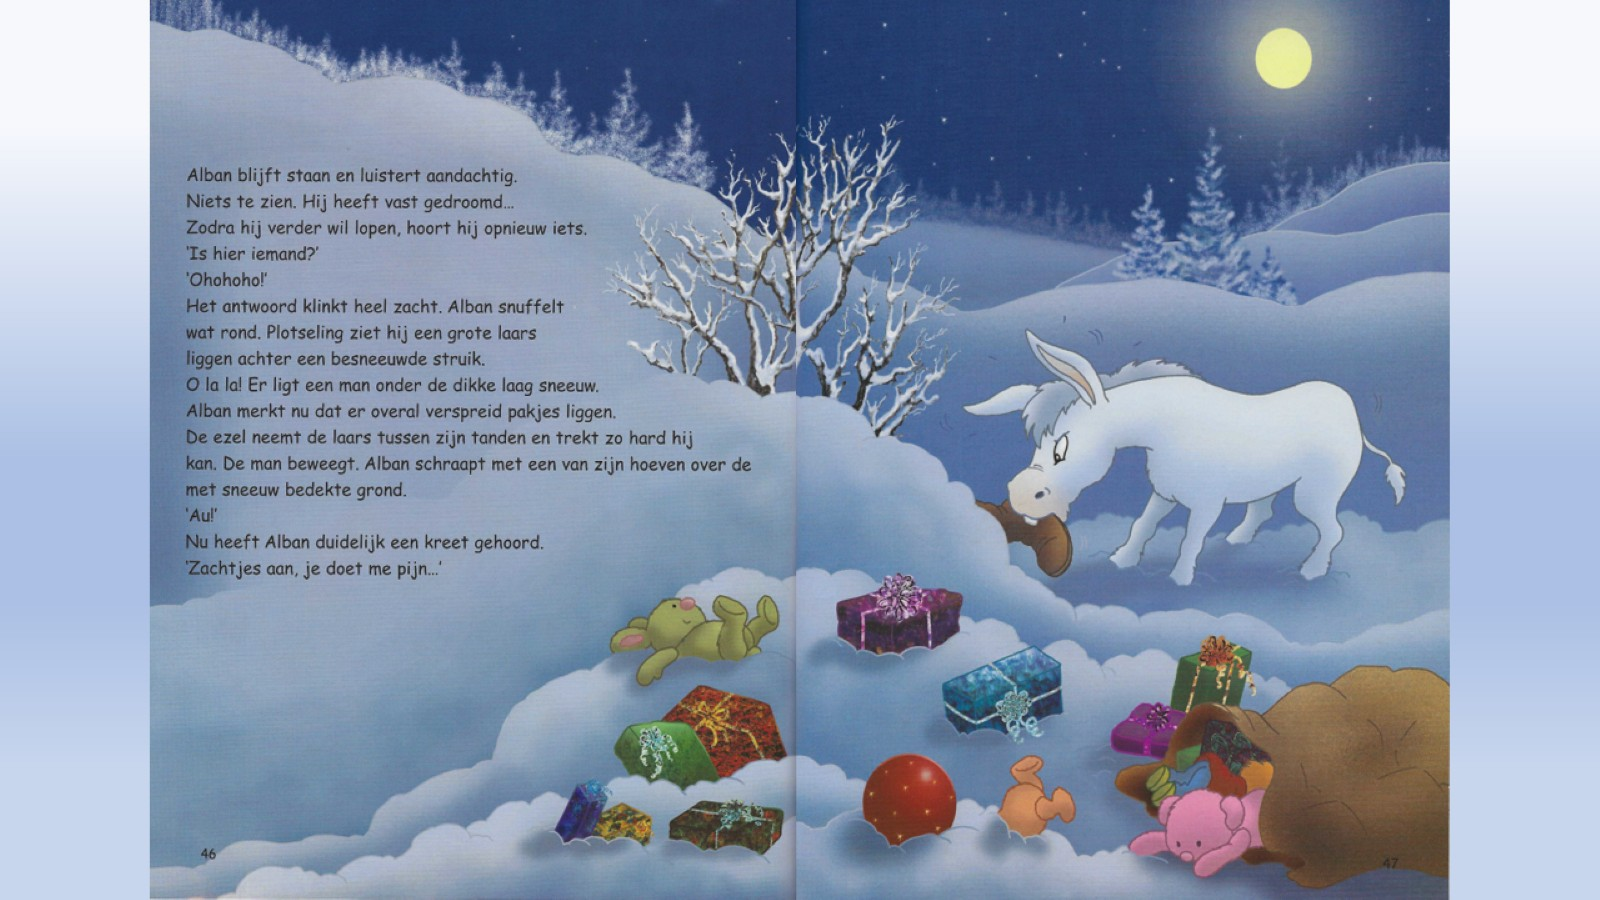 Alban blijft staan en luistert aandachtig.
Niets te zien. Hij heeft vast gedroomd...
Zodra hij verder wil lopen, hoort hij opnieuw iets.
'Is hier iemand?'
'Ohohoho!'
Het antwoord klinkt heel zacht. Alban snuffelt
wat rond. Plotseling ziet hij een grote laars
liggen achter een besneeuwde struik.
O la la! Er ligt een man onder de dikke laag sneeuw.
Alban merkt nu dat er overal verspreid pakjes liggen.
De ezel neemt de laars tussen zijn tanden en trekt zo hard hij
kan. De man beweegt. Alban schraapt met een van zijn hoeven over de
met sneeuw bedekte grond.
'Au!'
Nu heeft Alban duidelijk een kreet gehoord.
'Zachtjes aan, je doet me pijn...'
46
47